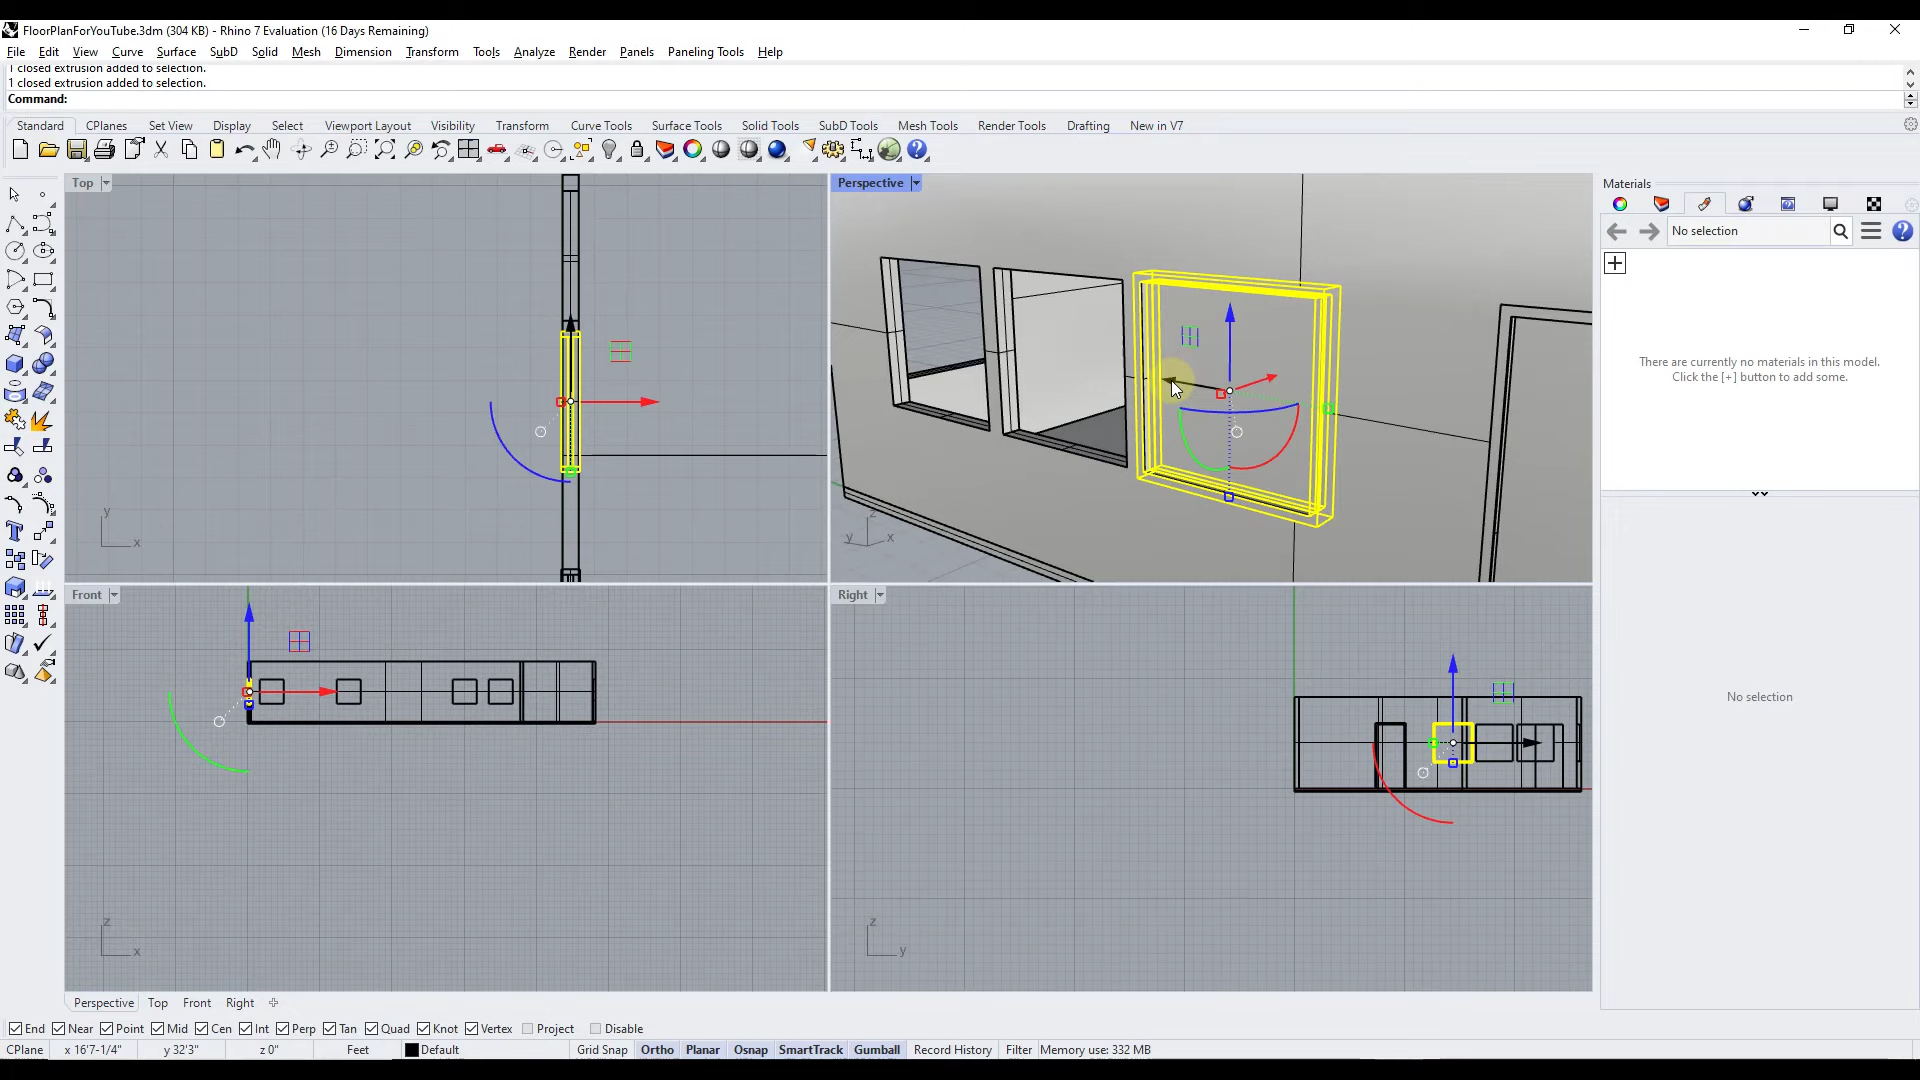 FloorPlanForYouTube.3dm (304 KB) - Rhino 7 Evaluation (16 Days Remaining)
File Edit View Curve Surface SubD Solid Mesh Dimension Transform Tools Analyze Render Panels Paneling Tools Help
1 closed extrusion added to selection.
1 closed extrusion added to selection.
Command:
Standard CPlanes Set View Display Select Viewport Layout Visibility Transform Curve Tools Surface Tools Solid Tools SubD Tools Mesh Tools Render Tools Drafting New in V7
Top
Perspective
Materials
No selection
There are currently no materials in this model.
Click the [+] button to add some.
y
x
z
y
x
Front
Right
No selection
z
x
z
y
Perspective Top Front Right
End Near Point Mid Cen Int Perp Tan Quad Knot Vertex Project Disable
CPlane x 16'7-1/4" y 32'3" z 0" Feet Default Grid Snap Ortho Planar Osnap SmartTrack Gumball Record History Filter Memory use: 332 MB